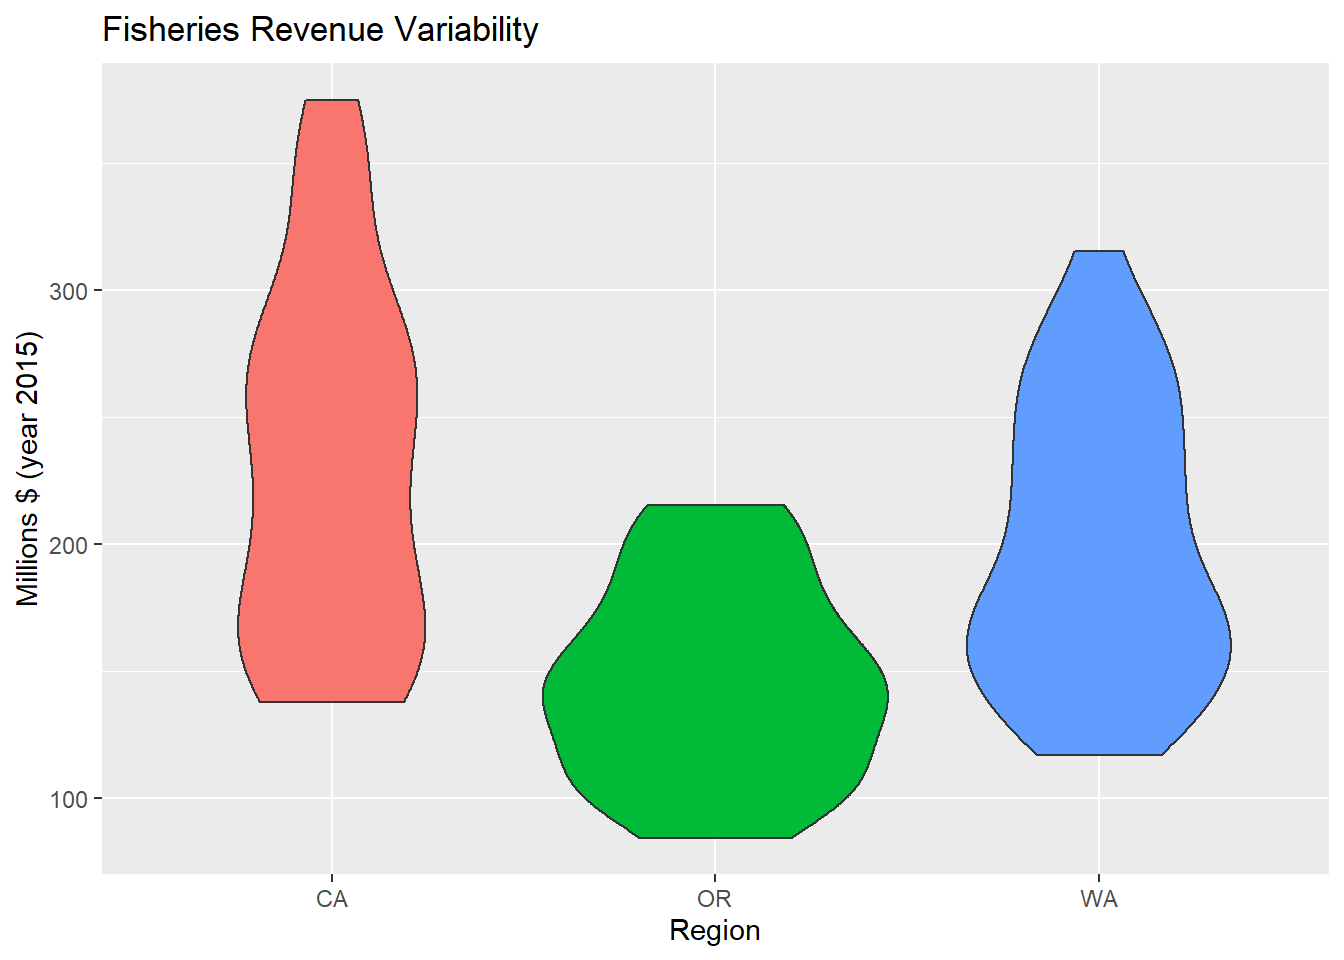 Fisheries Revenue Variability
Millions $ (year 2015)
300
200
100
CA
OR
WA
Region